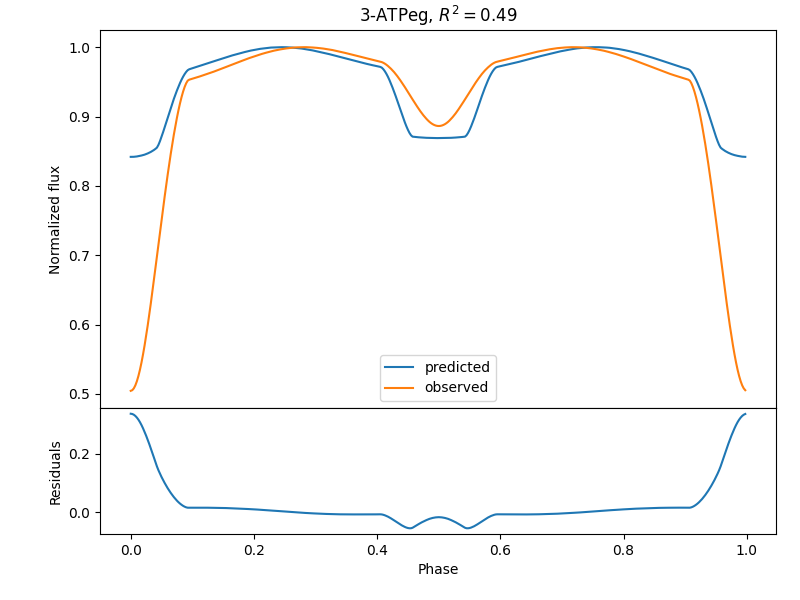 3-ATPeg, $R^2 = 0.49$
1.0
0.9
0.8
0.7
0.6
0.5
Normalized flux
predicted
observed
0.2
0.0
Residuals
0.0 0.2 0.4 0.6 0.8 1.0
Phase